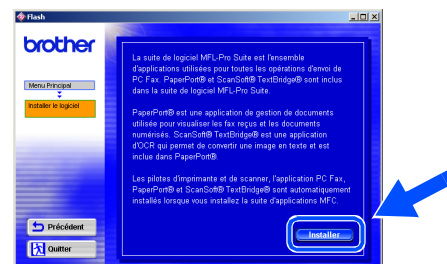 Flash
brother
Menu Principal
Installer le logiciel
La suite de logiciel MFL-Pro Suite est l'ensemble
d'applications utilisées pour toutes les opérations d'envoi de
PC Fax. PaperPort® et ScanSoft® TextBridge® sont inclus
dans la suite de logiciel MFL-Pro Suite.
PaperPort® est une application de gestion de documents
utilisée pour visualiser les fax reçus et les documents
numérisés. ScanSoft® TextBridge® est une application
d'OCR qui permet de convertir une image en texte et est
inclue dans PaperPort®.
Les pilotes d'imprimante et de scanner, l'application PC Fax,
PaperPort® et ScanSoft® TextBridge® sont automatiquement
installés lorsque vous installez la suite d'applications MFC.
Précédent
Quitter
Installer